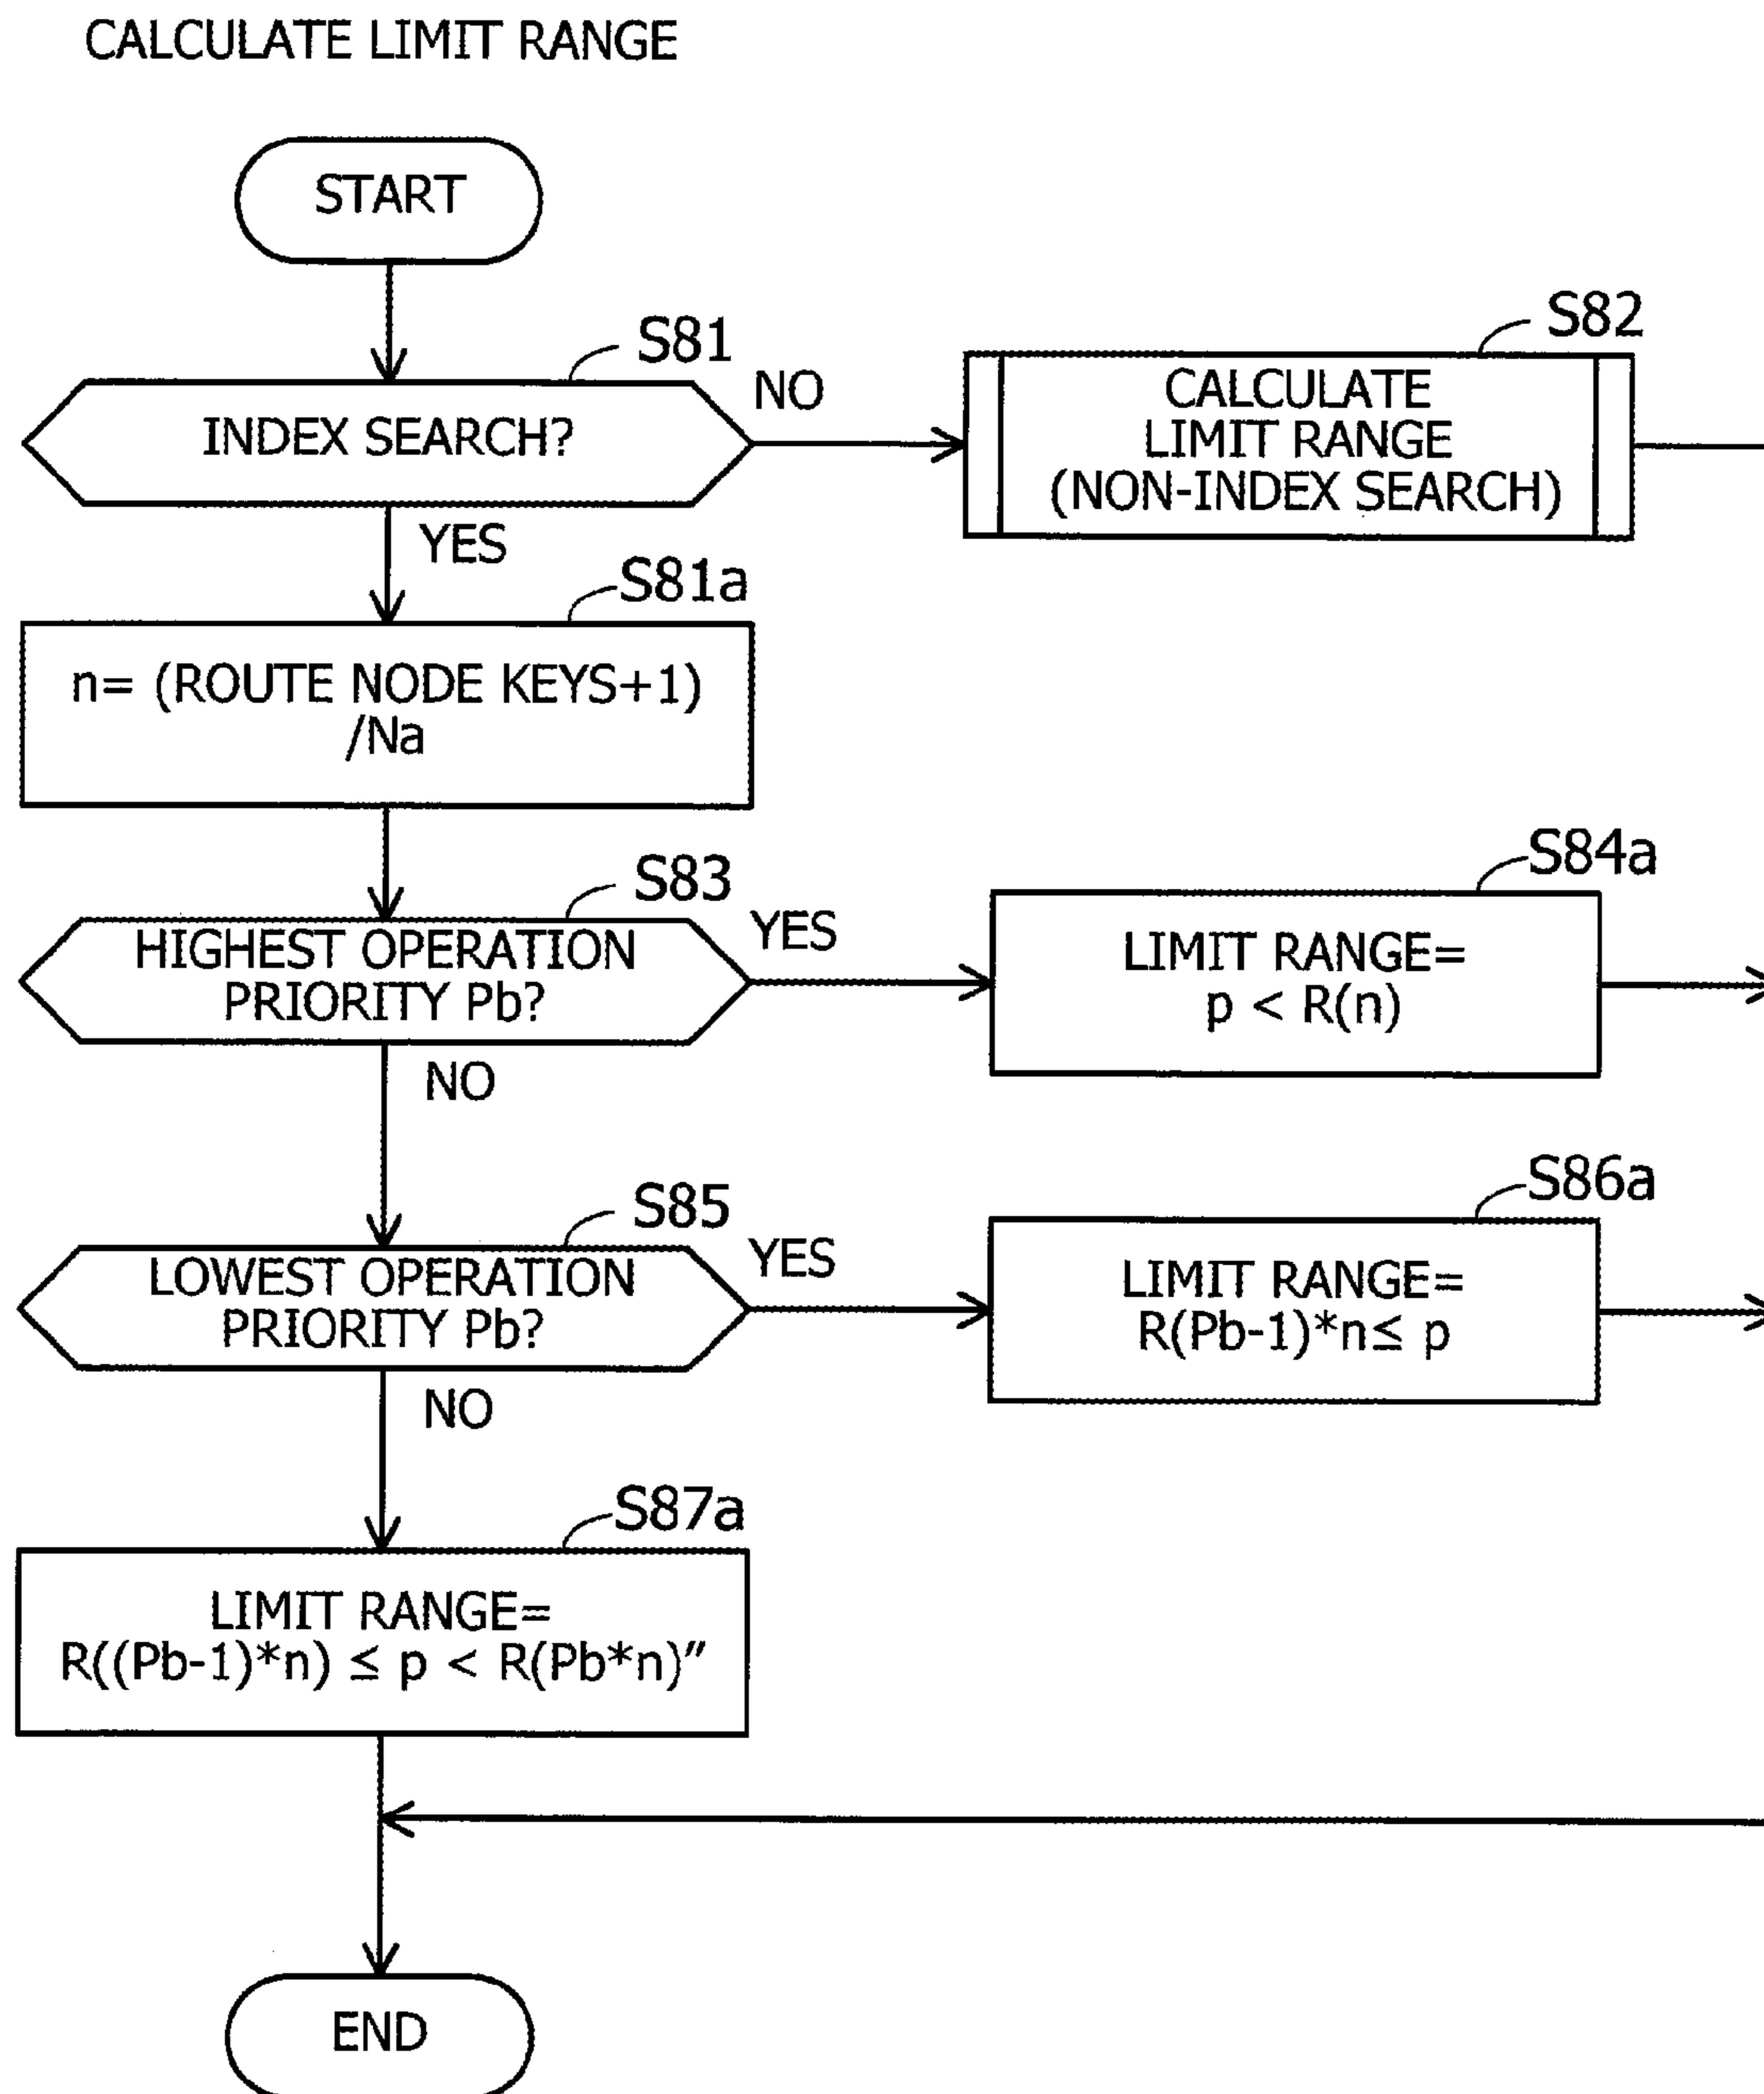 CALCULATE LIMIT RANGE
START
S81
INDEX SEARCH?
NO
S82
CALCULATE
LIMIT RANGE
(NON-INDEX SEARCH)
YES
S81a
n= (ROUTE NODE KEYS+1)
/Na
S83
HIGHEST OPERATION
PRIORITY Pb?
YES
S84a
LIMIT RANGE=
p < R(n)
NO
S85
LOWEST OPERATION
PRIORITY Pb?
YES
S86a
LIMIT RANGE=
R(Pb-1)*n≤ p
NO
S87a
LIMIT RANGE=
R((Pb-1)*n) ≤ p < R(Pb*n)"
END